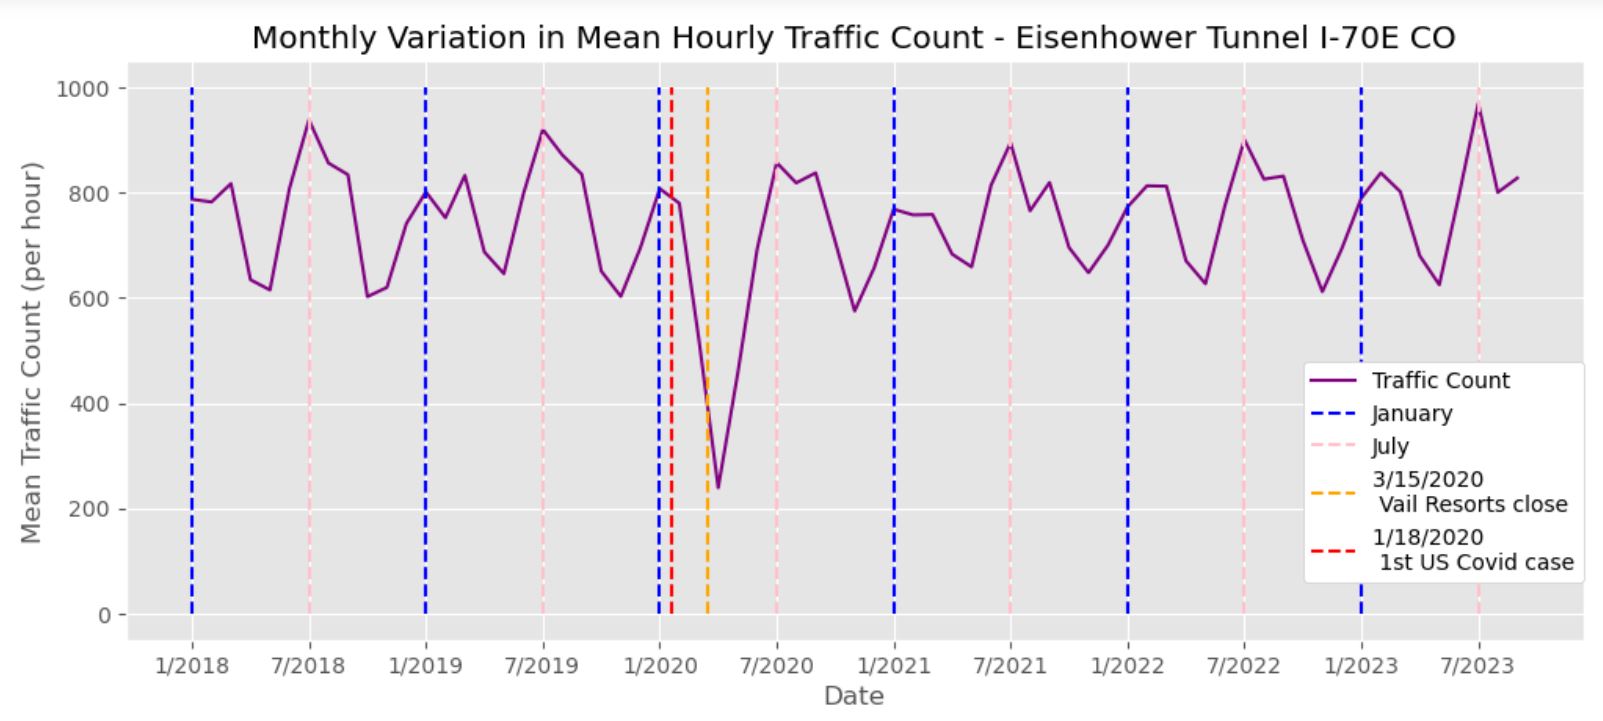 Monthly Variation in Mean Hourly Traffic Count - Eisenhower Tunnel I-70E CO
Mean Traffic Count (per hour)
1000
800
600
400
200
0
Traffic Count
January
July
3/15/2020
Vail Resorts close
1/18/2020
1st US Covid case
1/2018 7/2018 1/2019 7/2019 1/2020 7/2020 1/2021 7/2021 1/2022 7/2022 1/2023 7/2023
Date